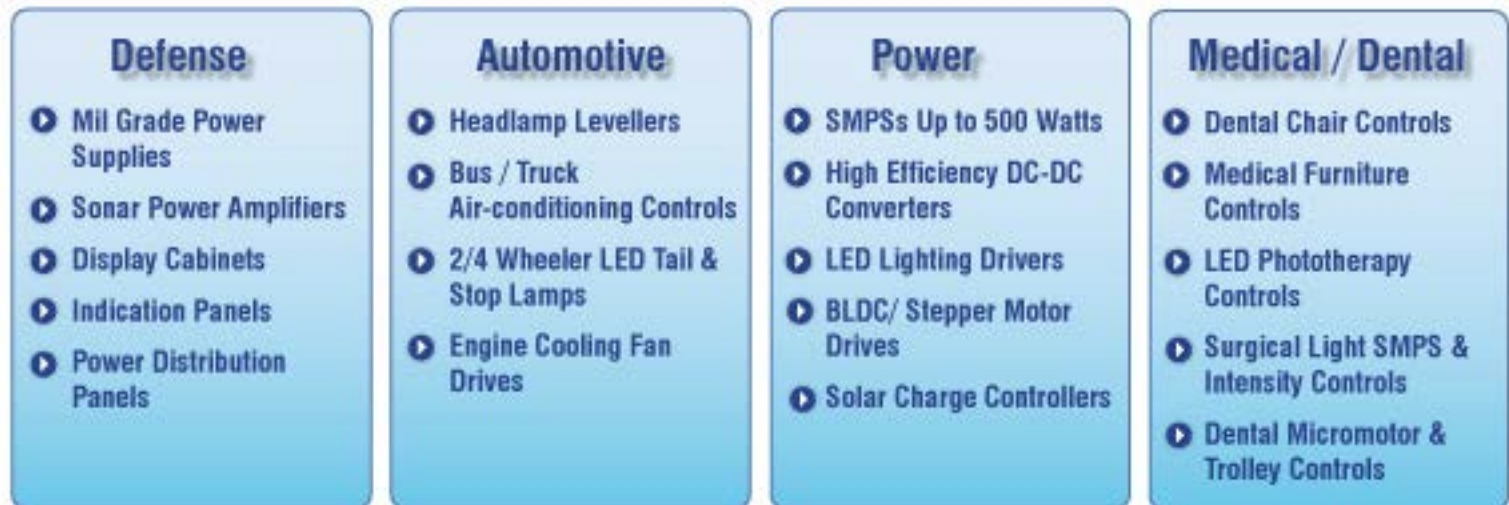 Defense
Mil Grade Power
Supplies
Sonar Power Amplifiers
Display Cabinets
Indication Panels
Power Distribution
Panels
Automotive
Headlamp Levellers
Bus / Truck
Air-conditioning Controls
2/4 Wheeler LED Tail &
Stop Lamps
Engine Cooling Fan
Drives
Power
SMPSs Up to 500 Watts
High Efficiency DC-DC
Converters
LED Lighting Drivers
BLDC/ Stepper Motor
Drives
Solar Charge Controllers
Medical / Dental
Dental Chair Controls
Medical Furniture
Controls
LED Phototherapy
Controls
Surgical Light SMPS &
Intensity Controls
Dental Micromotor &
Trolley Controls